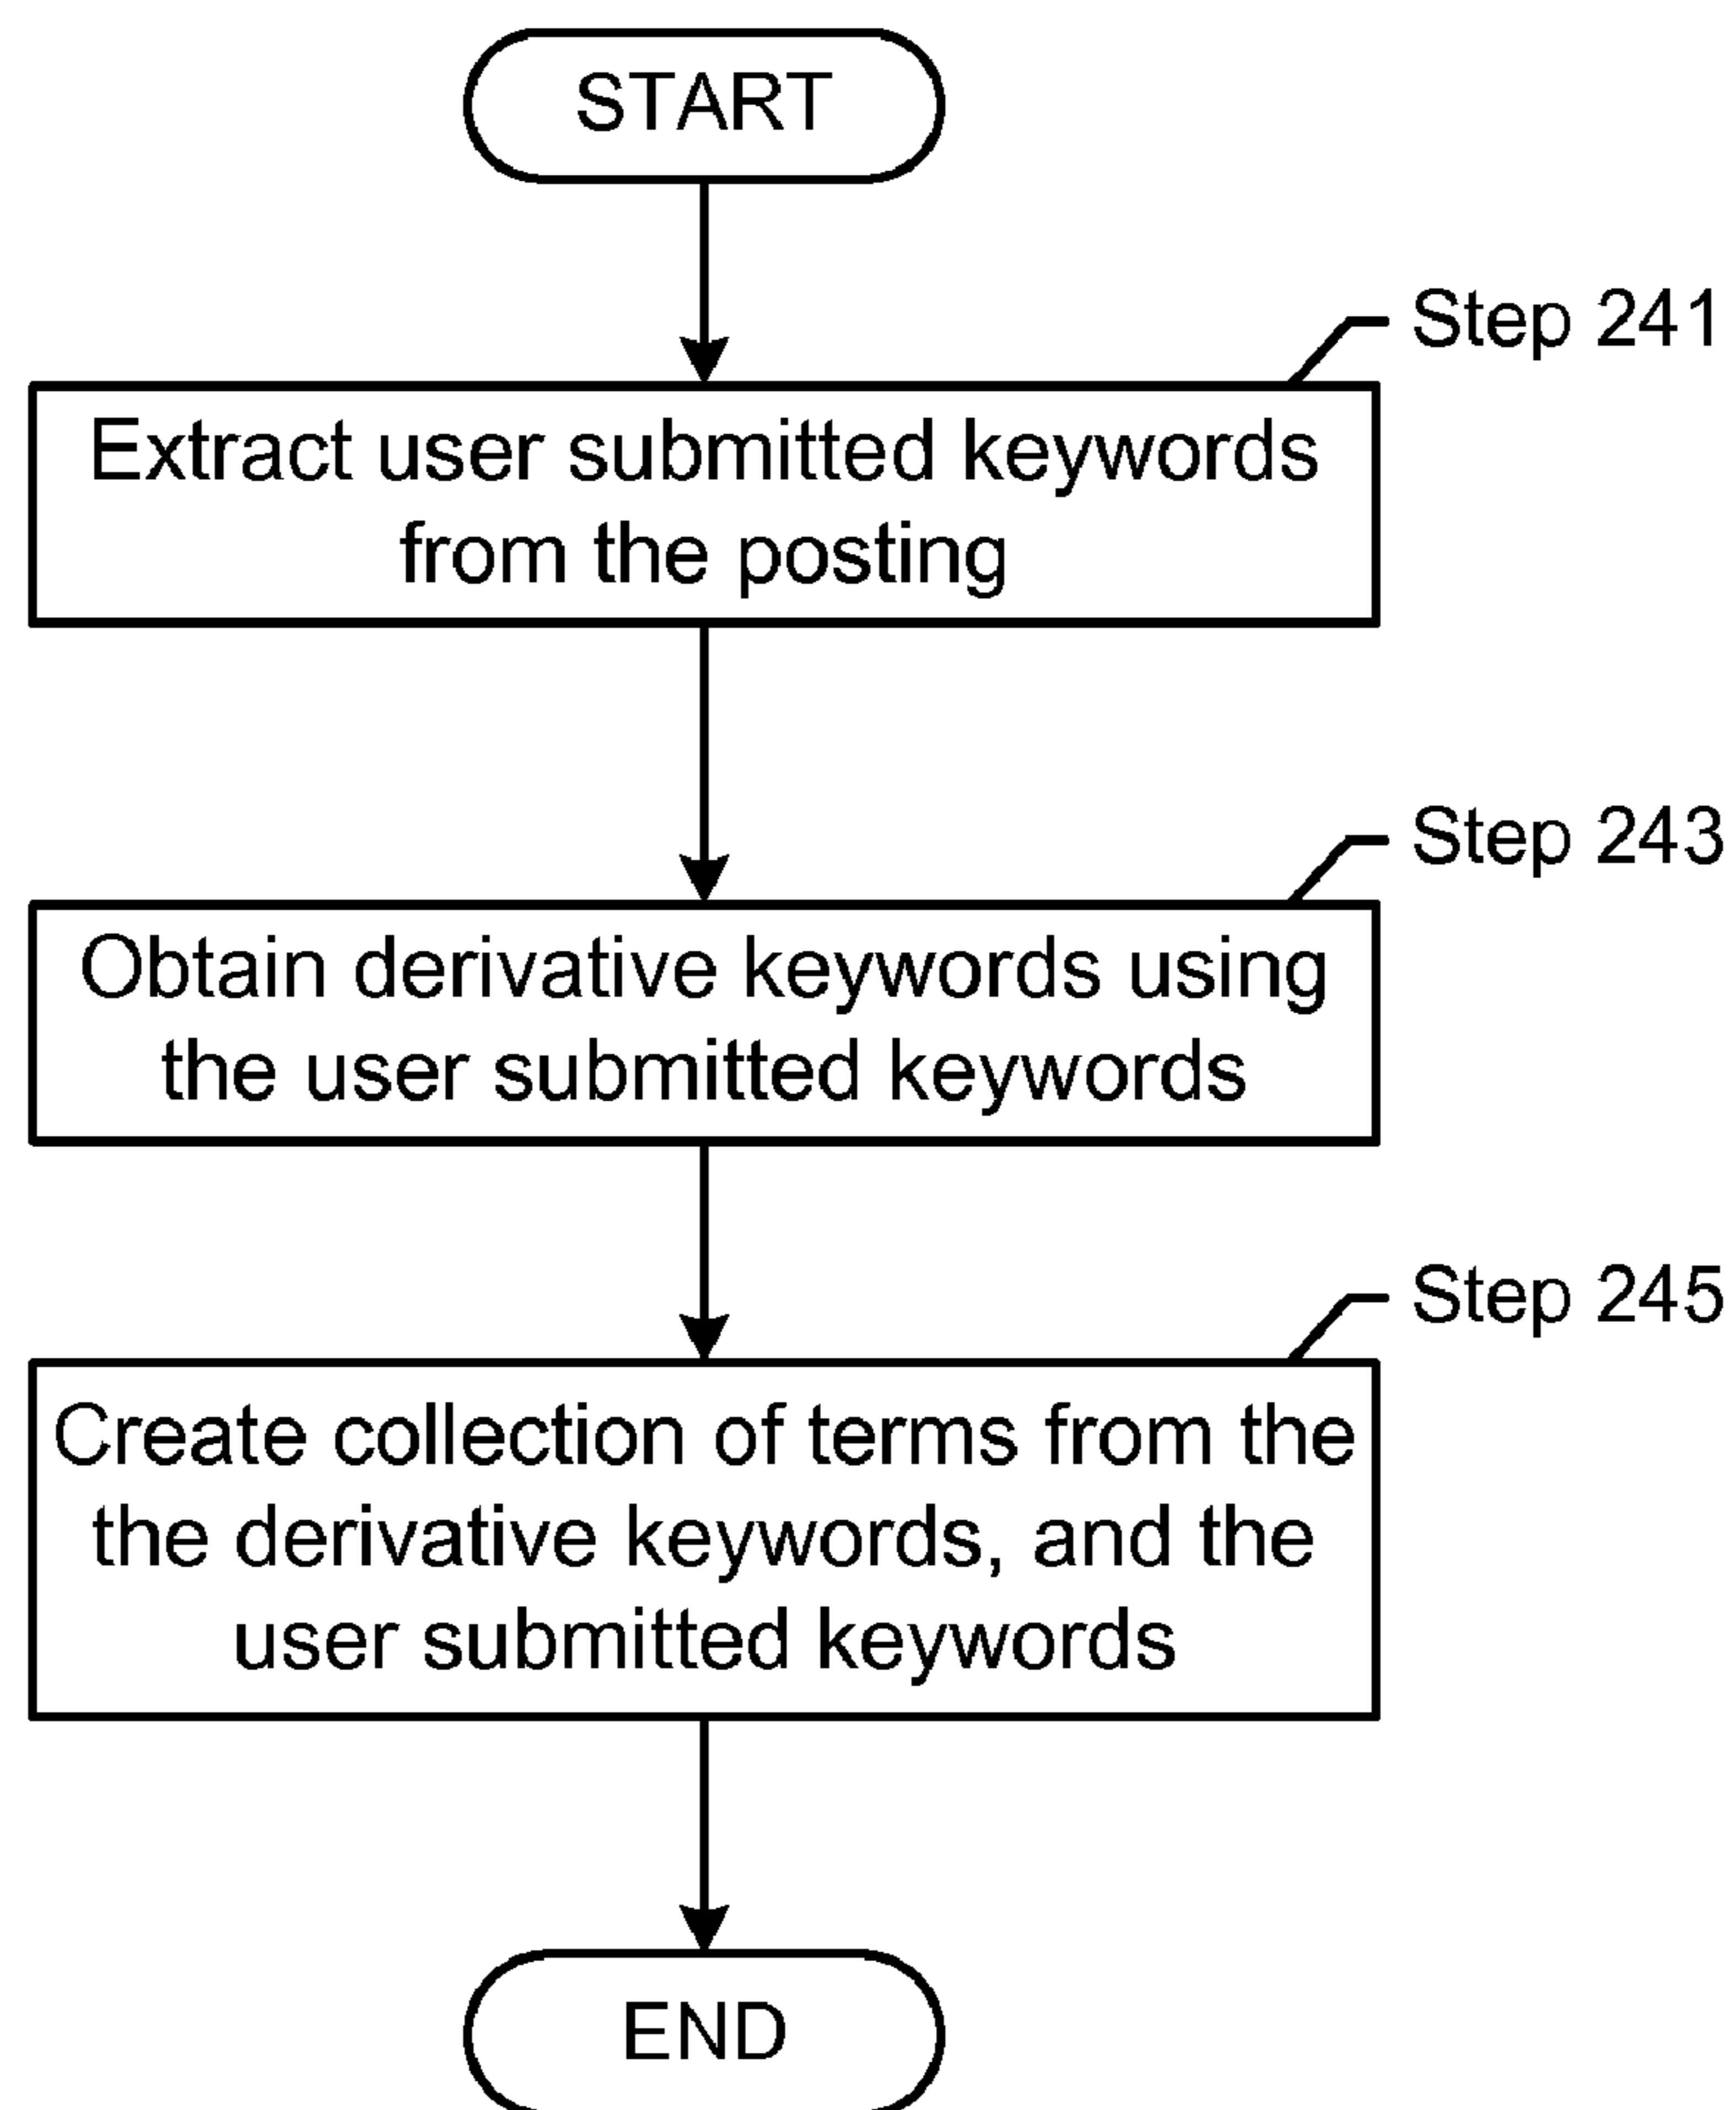 START
Step 241
Extract user submitted keywords
from the posting
Step 243
Obtain derivative keywords using
the user submitted keywords
Step 245
Create collection of terms from the
the derivative keywords, and the
user submitted keywords
END